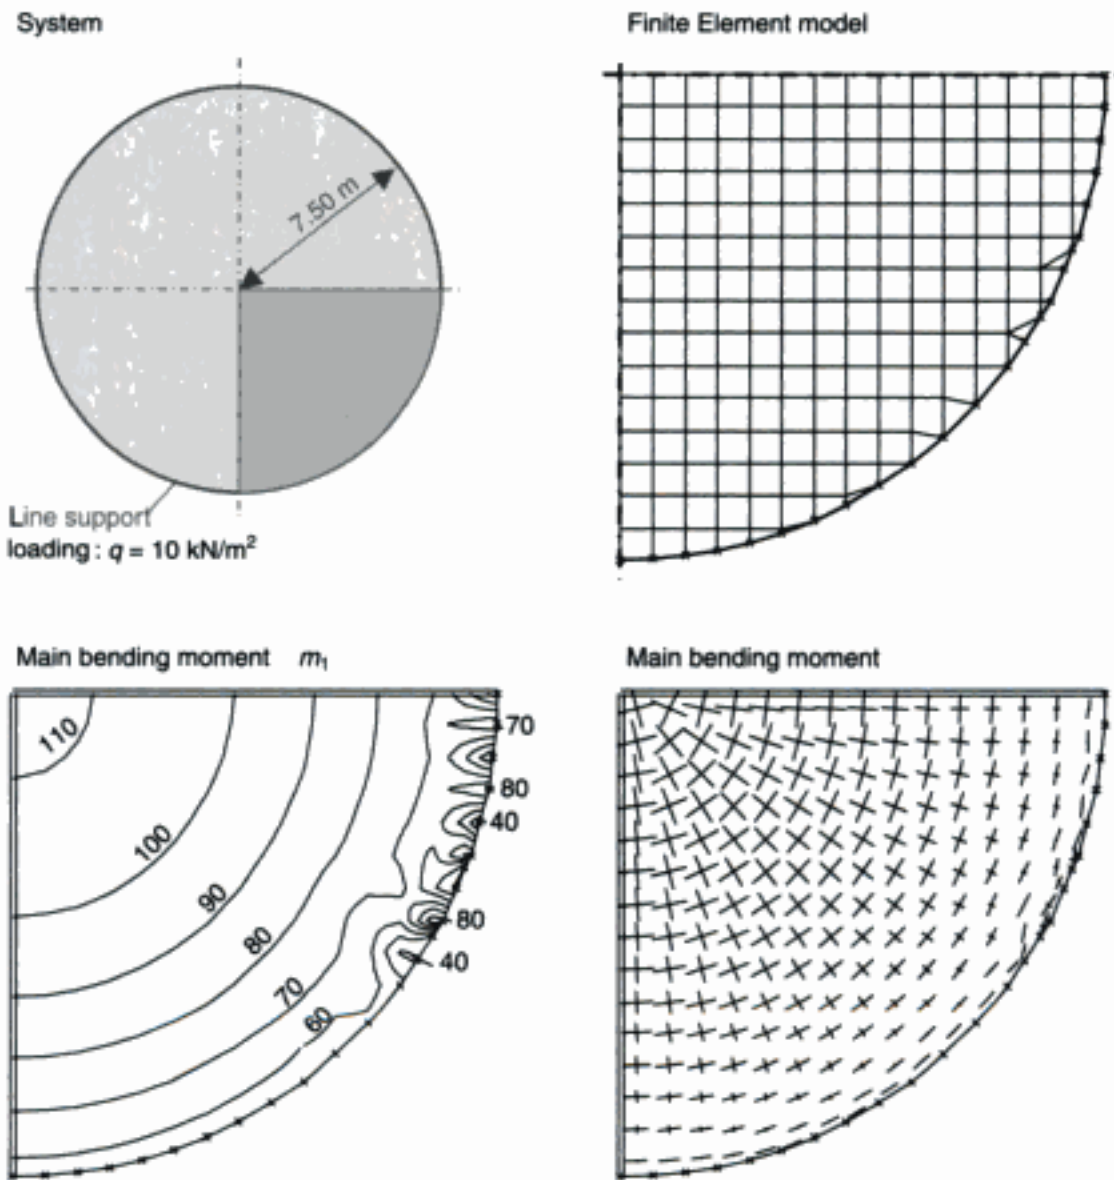 System
Finite Element model
7.50 m
Line support
loading : q = 10 kN/m²
Main bending moment m₁
Main bending moment
110
100
90
80
70
60
70
80
40
80
40